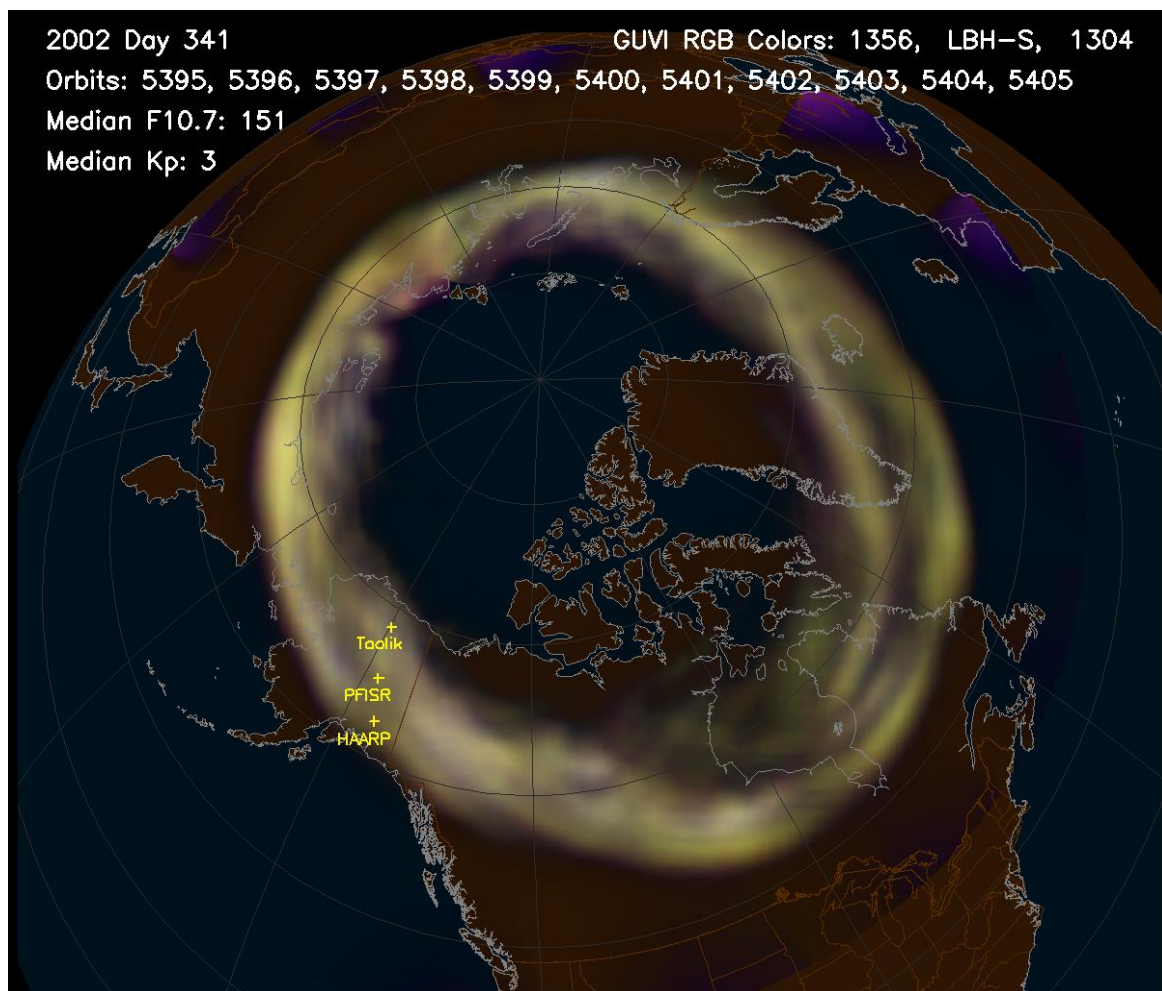 2002 Day 341
GUVI RGB Colors: 1356, LBH-S, 1304
Orbits: 5395, 5396, 5397, 5398, 5399, 5400, 5401, 5402, 5403, 5404, 5405
Median F10.7: 151
Median Kp: 3
Toolik
PFISR
HAARP